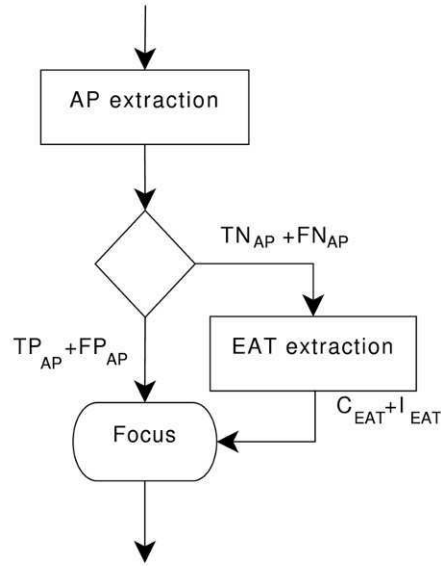 AP extraction
TN_AP +FN_AP
TP_AP+FP_AP
EAT extraction
C_EAT+I_EAT
Focus